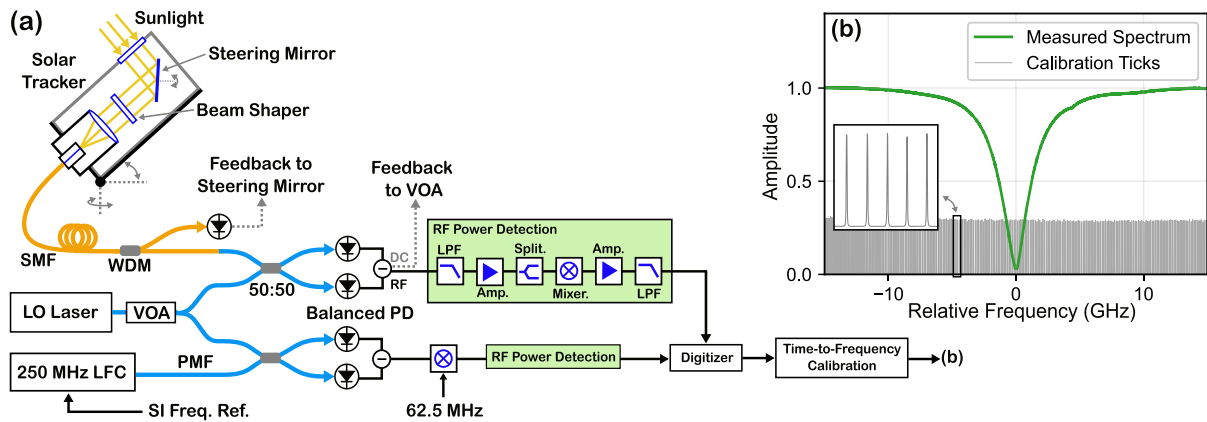 (a)
Sunlight
Steering Mirror
Solar
Tracker
Beam Shaper
Feedback to
Steering Mirror
Feedback
to VOA
SMF
WDM
50:50
DC
RF
RF Power Detection
LPF
Amp.
Split.
Mixer.
Amp.
LPF
LO Laser
VOA
Balanced PD
250 MHz LFC
PMF
SI Freq. Ref.
62.5 MHz
RF Power Detection
Digitizer
Time-to-Frequency
Calibration
(b)
(b)
Measured Spectrum
Calibration Ticks
Amplitude
1.0
0.5
0.0
−10
0
10
Relative Frequency (GHz)